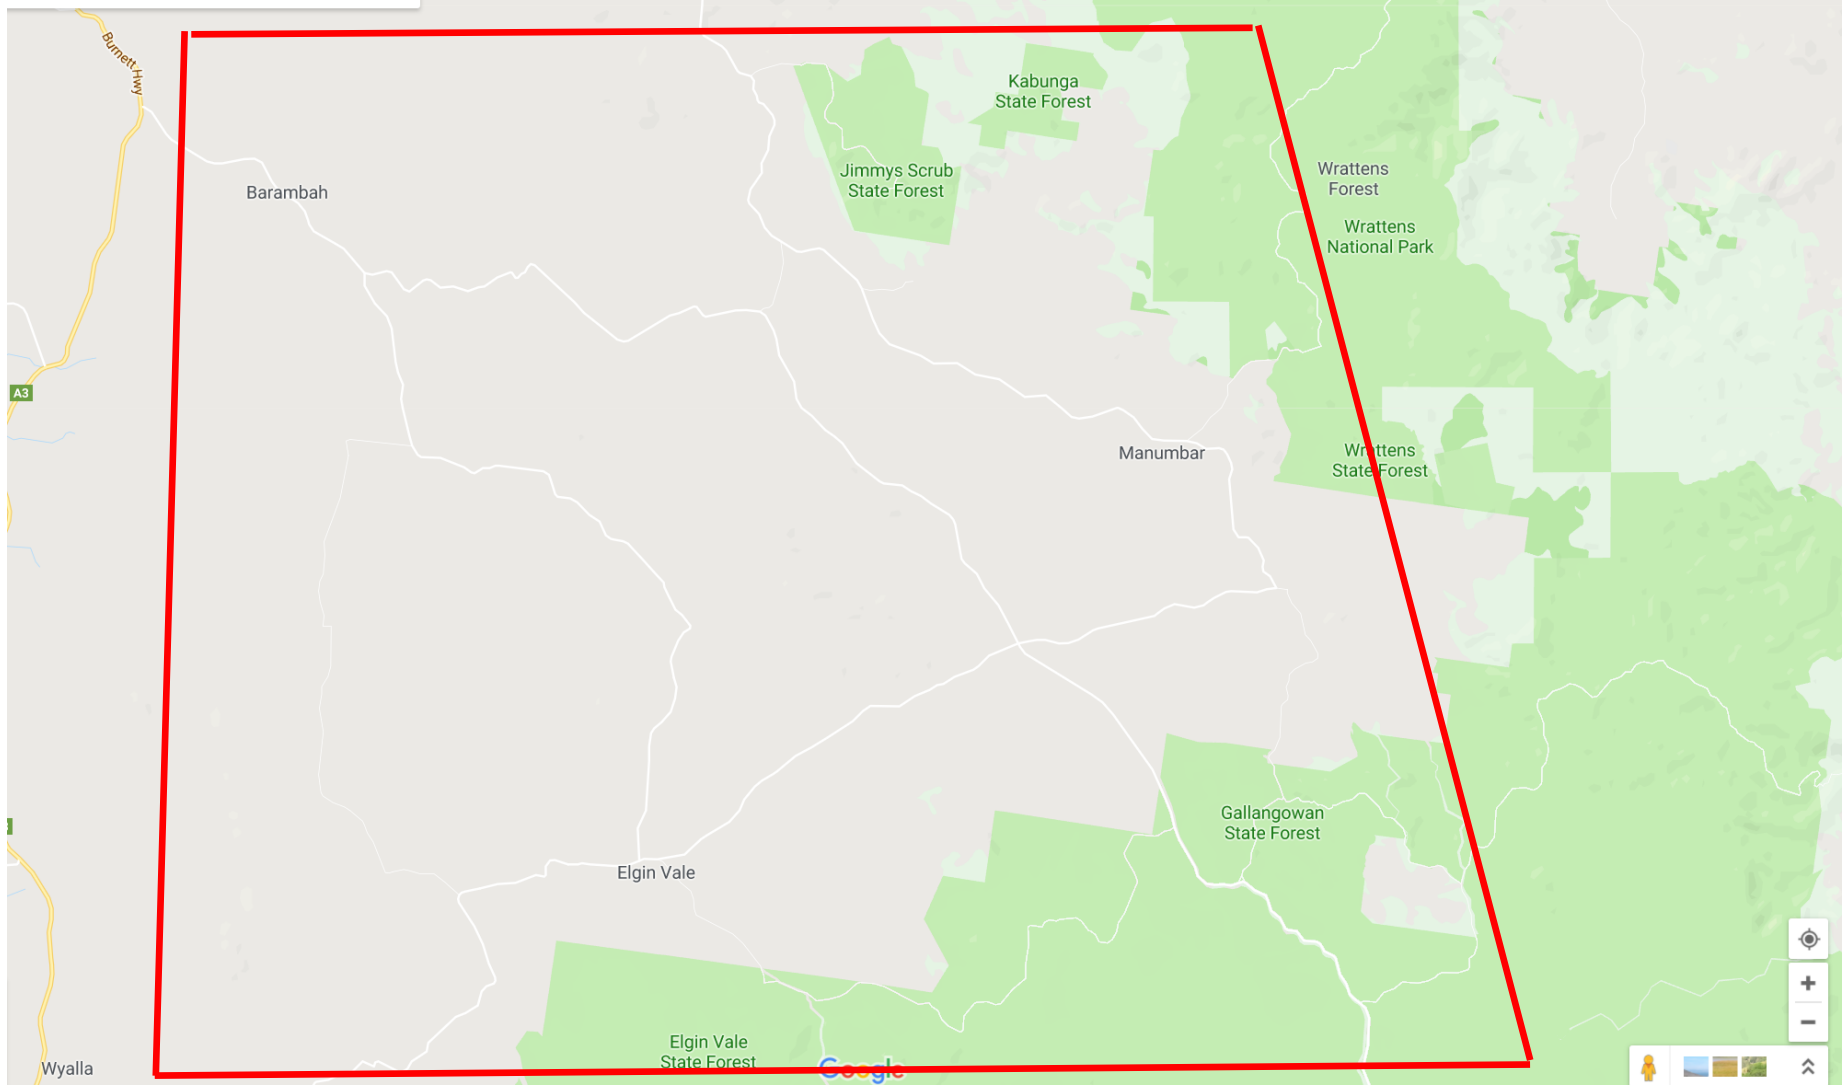 Burnett Hwy
Kabunga
State Forest
Jimmys Scrub
State Forest
Wrattens
Forest
Barambah
Wrattens
National Park
A3
Manumbar
Wrattens
State Forest
Gallangowan
State Forest
Elgin Vale
Elgin Vale
State Forest
Wyalla
Google